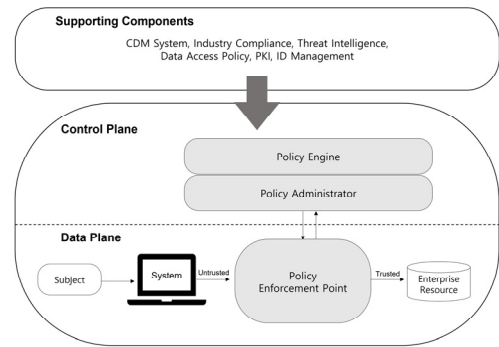 Supporting Components
CDM System, Industry Compliance, Threat Intelligence,
Data Access Policy, PKI, ID Management
Control Plane
Policy Engine
Policy Administrator
Data Plane
Subject
System
Untrusted
Policy
Enforcement Point
Trusted
Enterprise
Resource